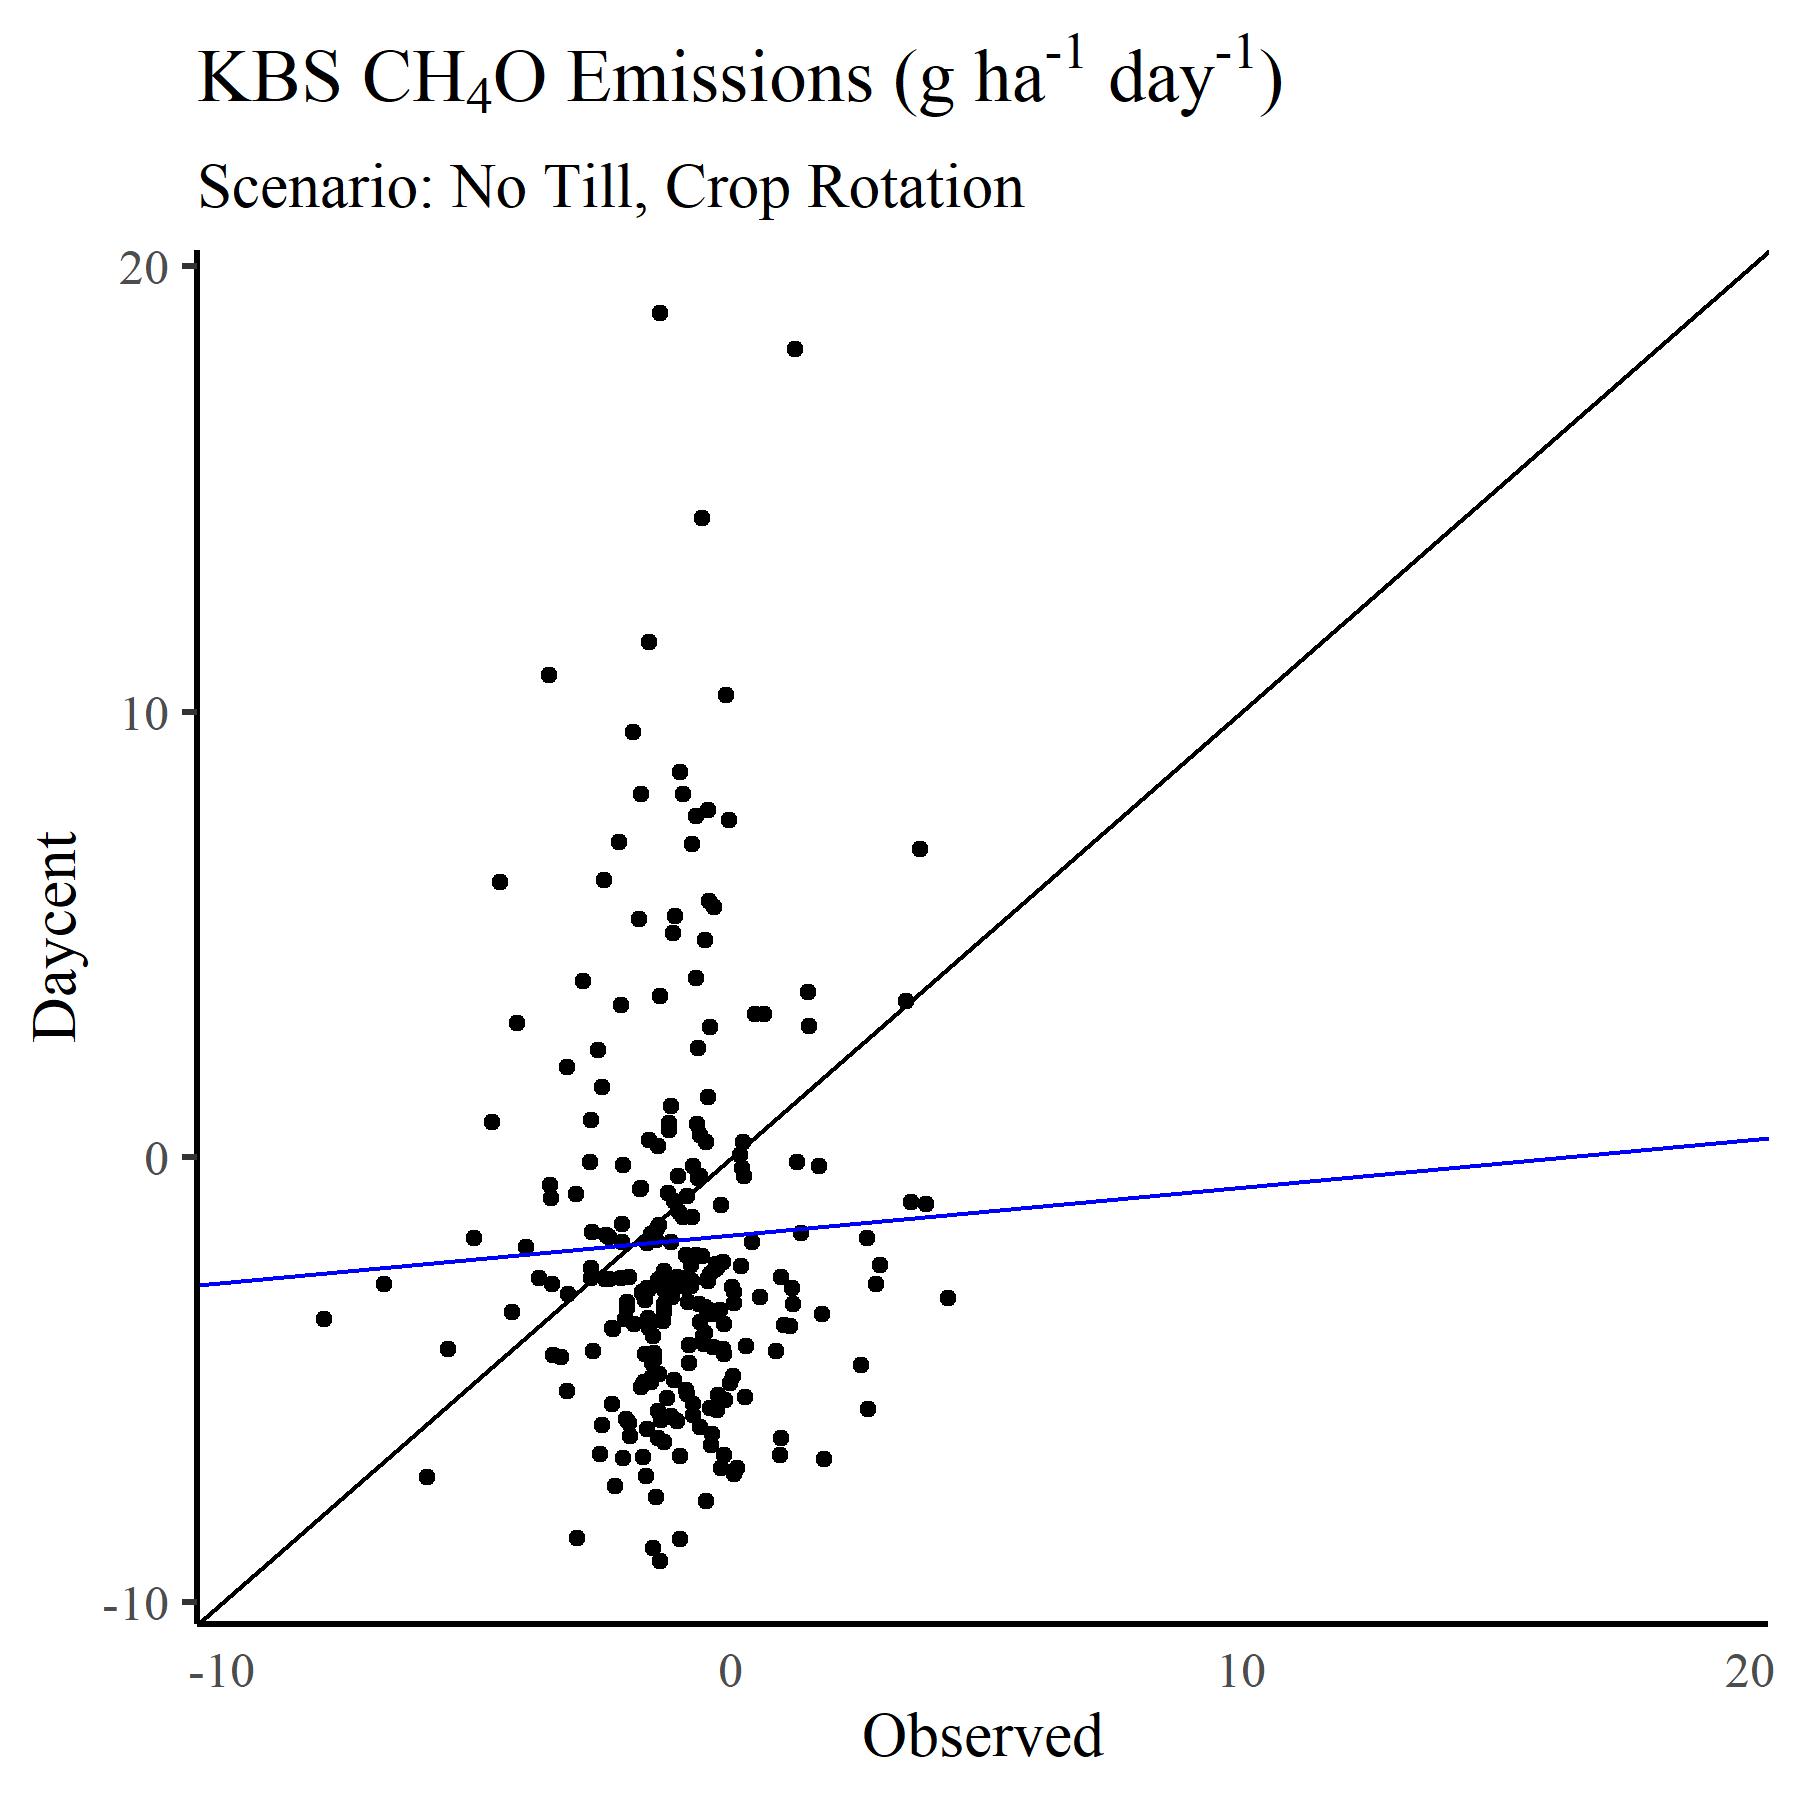 KBS CH₄O Emissions (g ha⁻¹ day⁻¹)
Scenario: No Till, Crop Rotation
20
10
0
-10
Daycent
-10 0 10 20
Observed